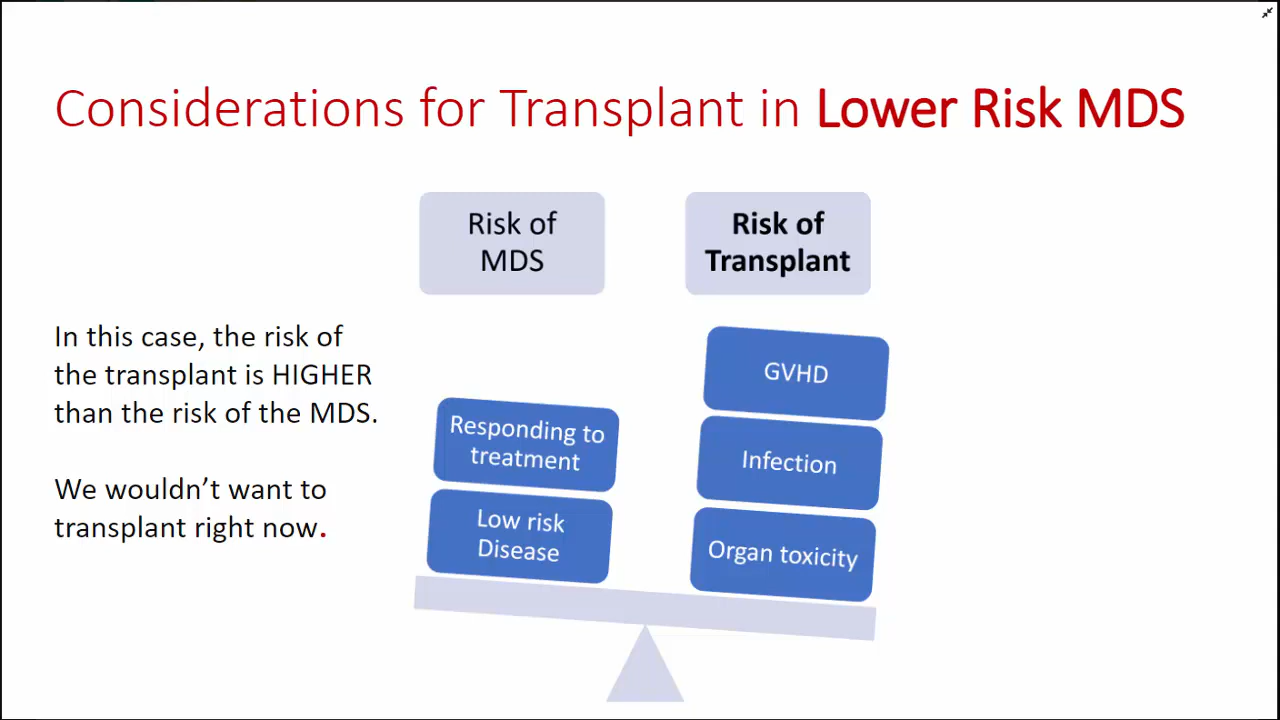 Considerations for Transplant in Lower Risk MDS
Risk of
MDS
Risk of
Transplant
In this case, the risk of
the transplant is HIGHER
than the risk of the MDS.
We wouldn’t want to
transplant right now.
Responding to
treatment
Low risk
Disease
GVHD
Infection
Organ toxicity